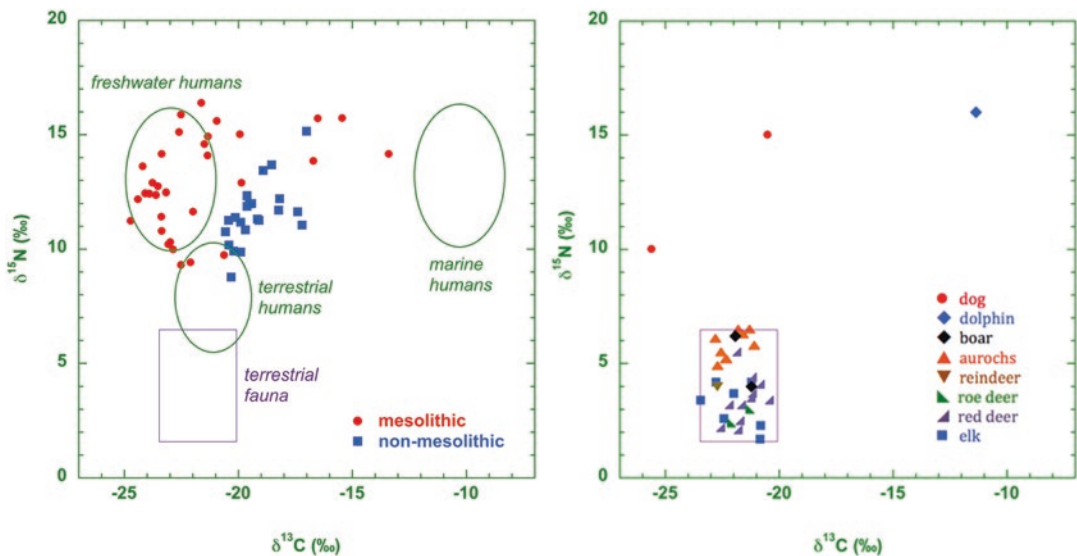 20
15
10
5
0
-25
-20
-15
-10
δ15N (‰)
δ13C (‰)
freshwater humans
terrestrial
humans
marine
humans
terrestrial
fauna
mesolithic
non-mesolithic
20
15
10
5
0
-25
-20
-15
-10
δ15N (‰)
δ13C (‰)
dog
dolphin
boar
aurochs
reindeer
roe deer
red deer
elk